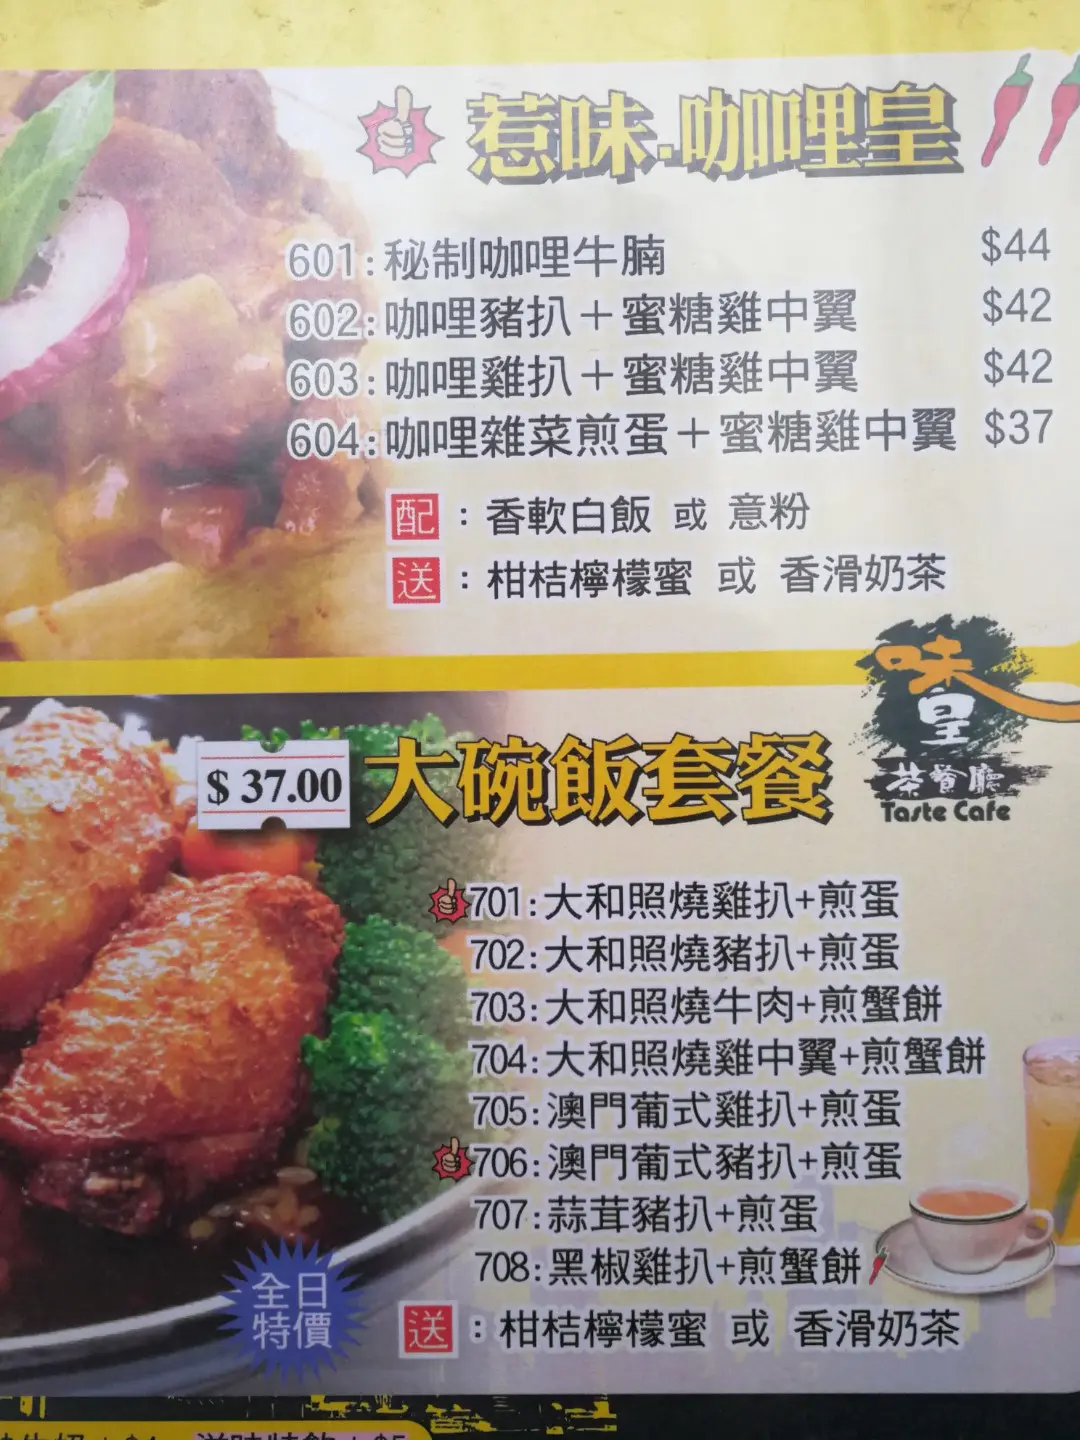 惹味.咖哩皇
601:秘制咖哩牛腩 $44
602:咖哩豬扒+蜜糖雞中翼 $42
603:咖哩雞扒+蜜糖雞中翼 $42
604:咖哩雜菜煎蛋+蜜糖雞中翼 $37
配：香軟白飯 或 意粉
送：柑桔檸檬蜜 或 香滑奶茶
味皇
茶餐廳
Taste Cafe
$37.00 大碗飯套餐
701:大和照燒雞扒+煎蛋
702:大和照燒豬扒+煎蛋
703:大和照燒牛肉+煎蟹餅
704:大和照燒雞中翼+煎蟹餅
705:澳門葡式雞扒+煎蛋
706:澳門葡式豬扒+煎蛋
707:蒜茸豬扒+煎蛋
708:黑椒雞扒+煎蟹餅
全日
特價
送：柑桔檸檬蜜 或 香滑奶茶